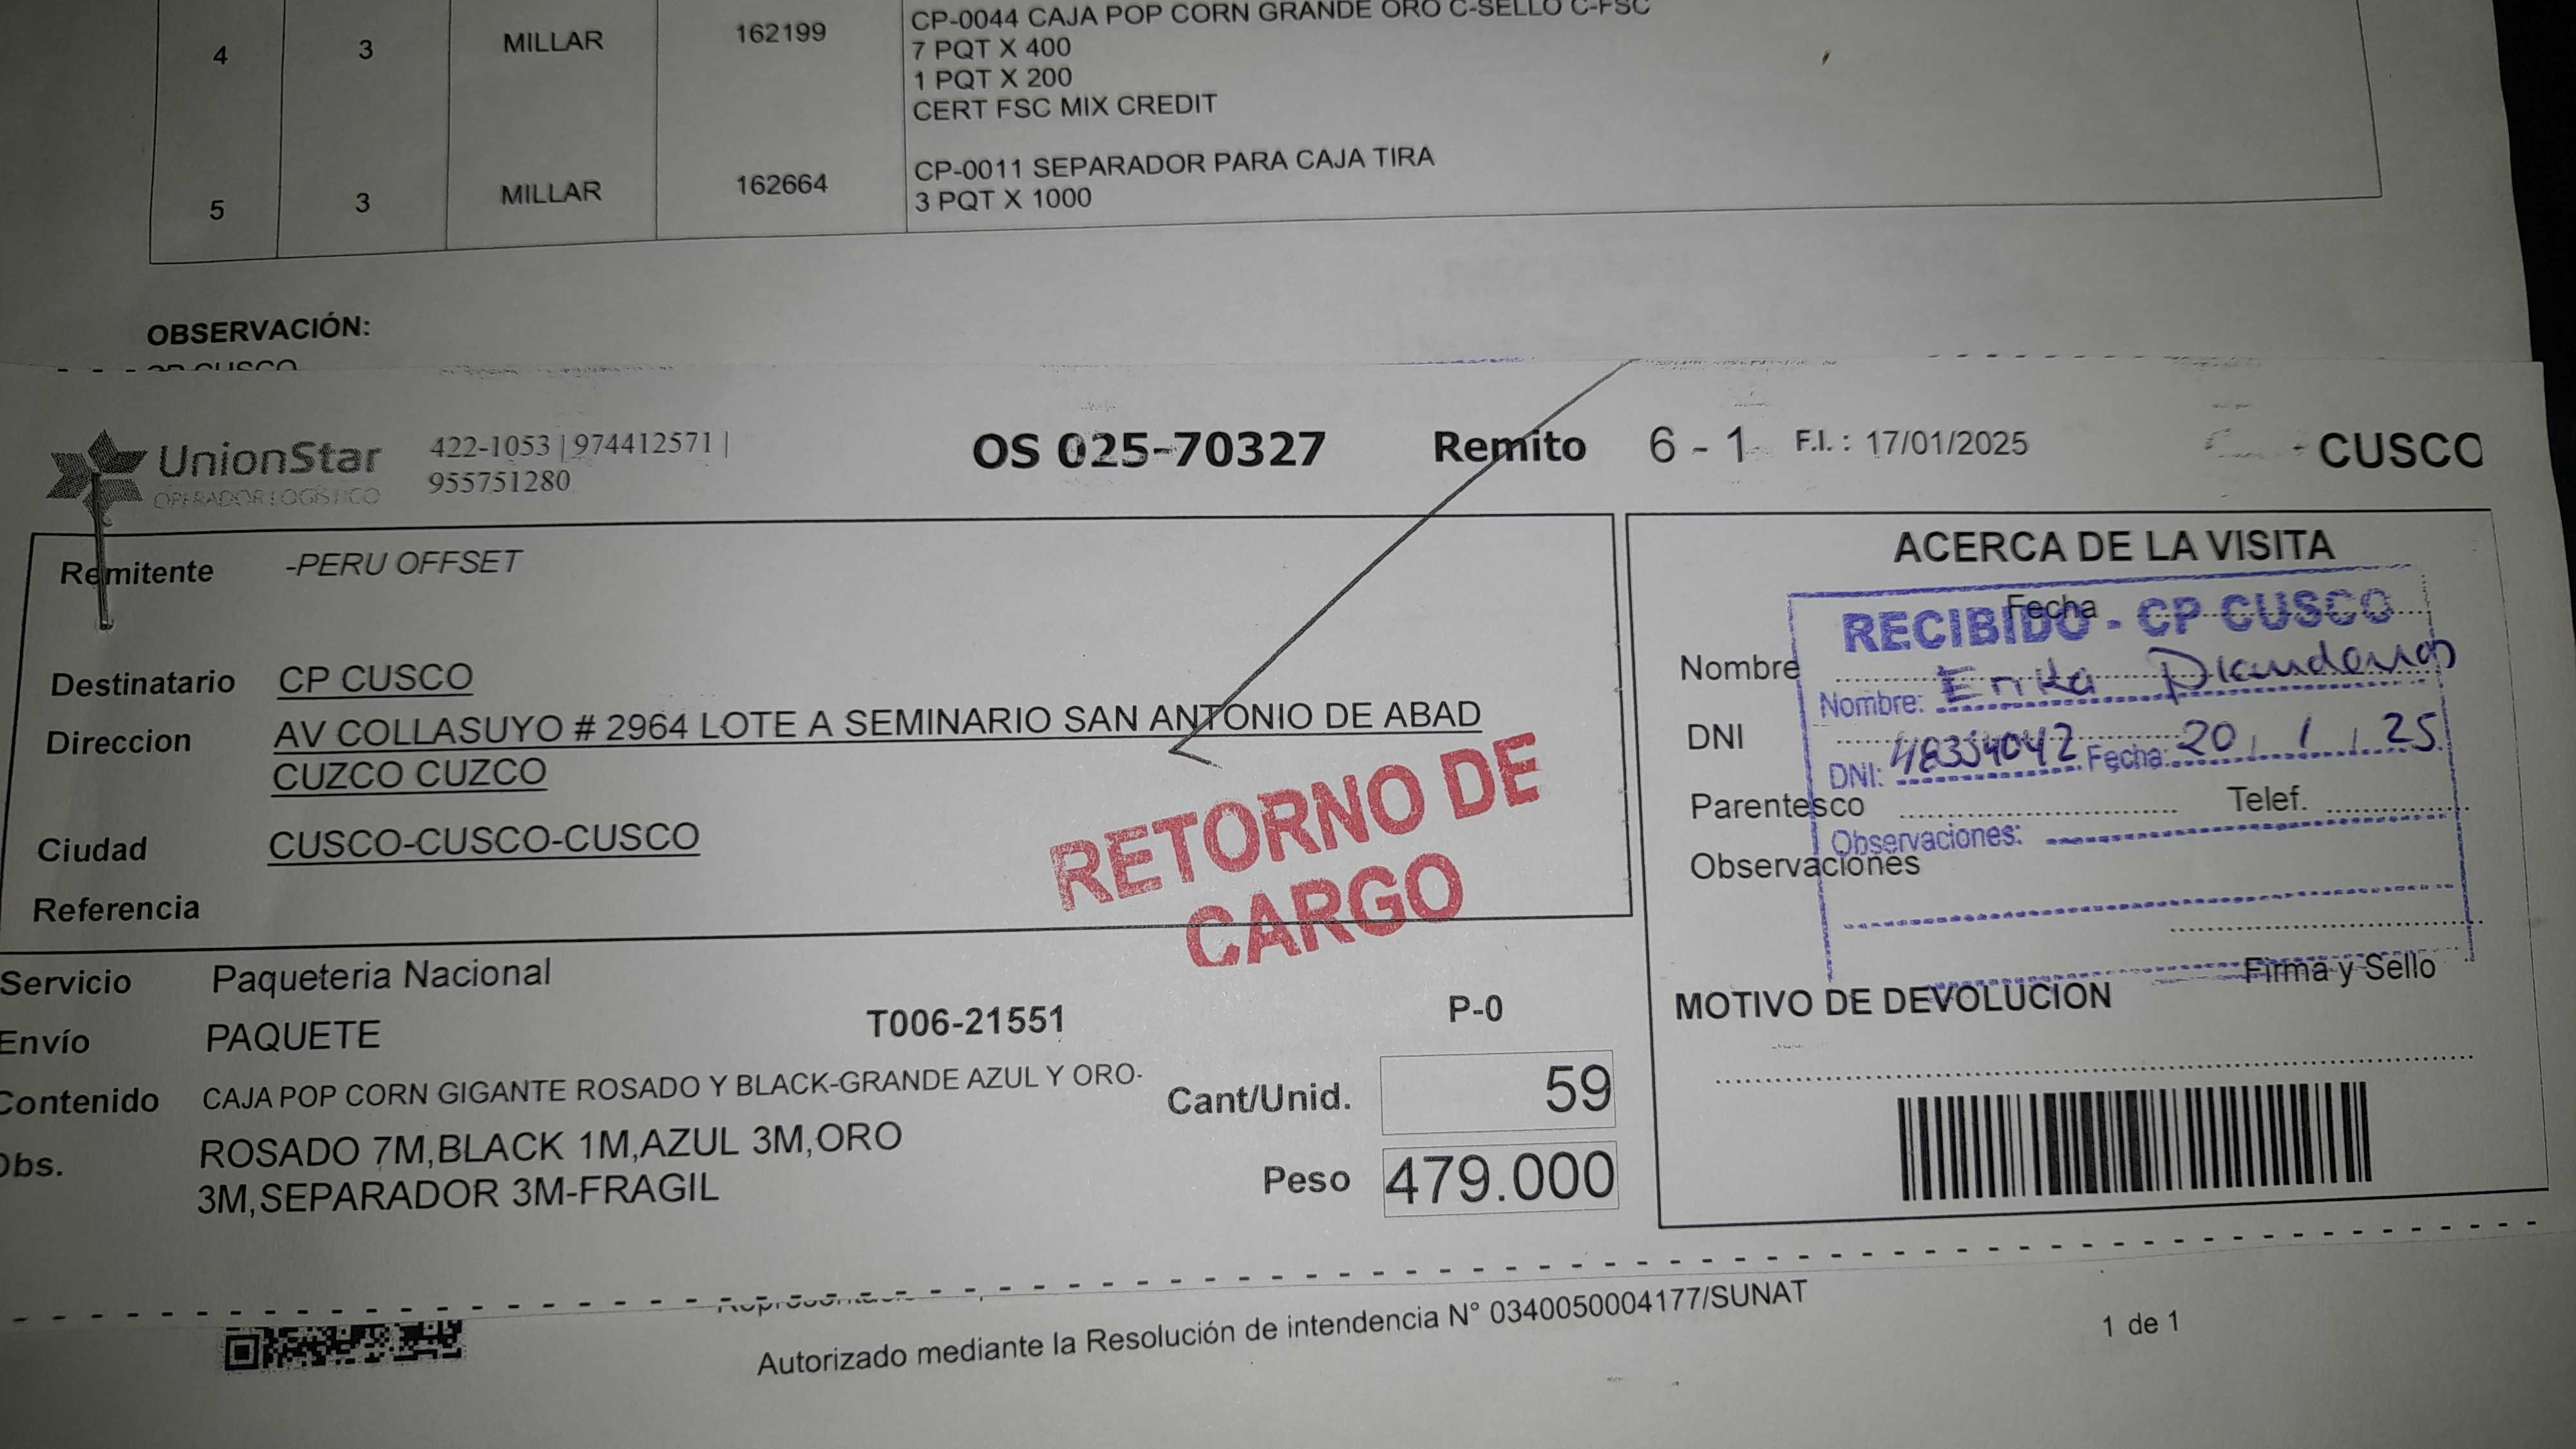 CP-0044 CAJA POP CORN GRANDE ORO C-SELLO C-FSC
4 3 MILLAR 162199 7 PQT X 400
1 PQT X 200
CERT FSC MIX CREDIT
CP-0011 SEPARADOR PARA CAJA TIRA
5 3 MILLAR 162664 3 PQT X 1000
OBSERVACIÓN:
CP CUSCO
UnionStar
OPERADOR LOGÍSTICO
422-1053 | 974412571 |
955751280
OS 025-70327 Remito 6 - 1 F.I. : 17/01/2025 - CUSCO
Remitente -PERU OFFSET
Destinatario CP CUSCO
Direccion AV COLLASUYO # 2964 LOTE A SEMINARIO SAN ANTONIO DE ABAD
CUZCO CUZCO
Ciudad CUSCO-CUSCO-CUSCO
Referencia
RETORNO DE
CARGO
Servicio Paqueteria Nacional
Envío PAQUETE T006-21551 P-0
Contenido CAJA POP CORN GIGANTE ROSADO Y BLACK-GRANDE AZUL Y ORO-
Cant/Unid. 59
Obs. ROSADO 7M,BLACK 1M,AZUL 3M,ORO
3M,SEPARADOR 3M-FRAGIL
Peso 479.000
ACERCA DE LA VISITA
Fecha
RECIBIDO - CP CUSCO
Nombre
Nombre: Erika
DNI
DNI: 48354042 Fecha: 20 / 1 / 25
Parentesco Telef.
Observaciones:
Observaciones
Firma y Sello
MOTIVO DE DEVOLUCION
Autorizado mediante la Resolución de intendencia N° 0340050004177/SUNAT
1 de 1